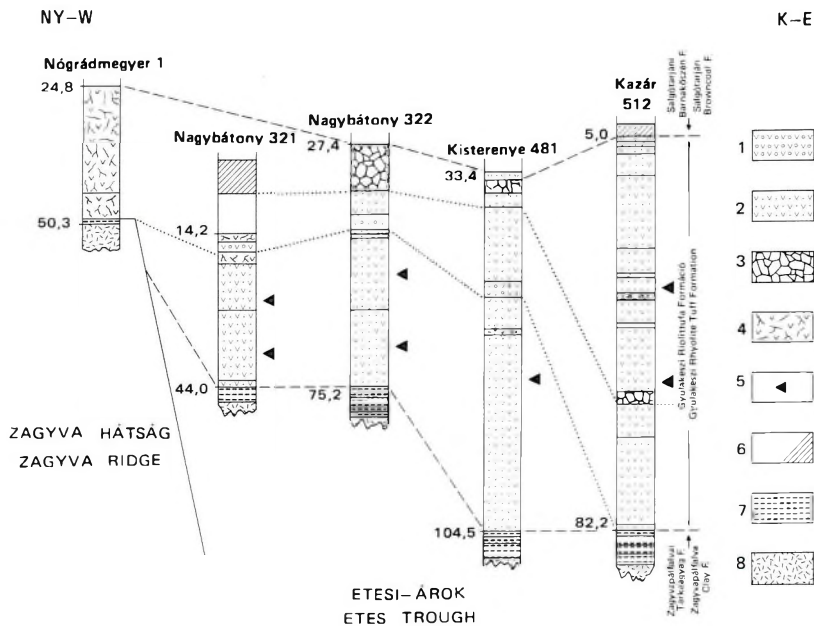 NY–W
K–E
Nógrádmegyer 1
24,8
50,3
Nagybátony 321
14,2
44,0
Nagybátony 322
27,4
75,2
Kisterenye 481
33,4
104,5
Kazár
512
5,0
82,2
Salgótarjáni
Barnakőszén F.
Salgótarján
Browncoal F.
Gyulakeszi Riolittufa Formáció
Gyulakeszi Rhyolite Tuff Formation
Zagyvapálfalvai
Tarkaagyag F.
Zagyvapálfalva
Clay F.
1
2
3
4
5
6
7
8
ZAGYVA HÁTSÁG
ZAGYVA RIDGE
ETESI–ÁROK
ETES TROUGH